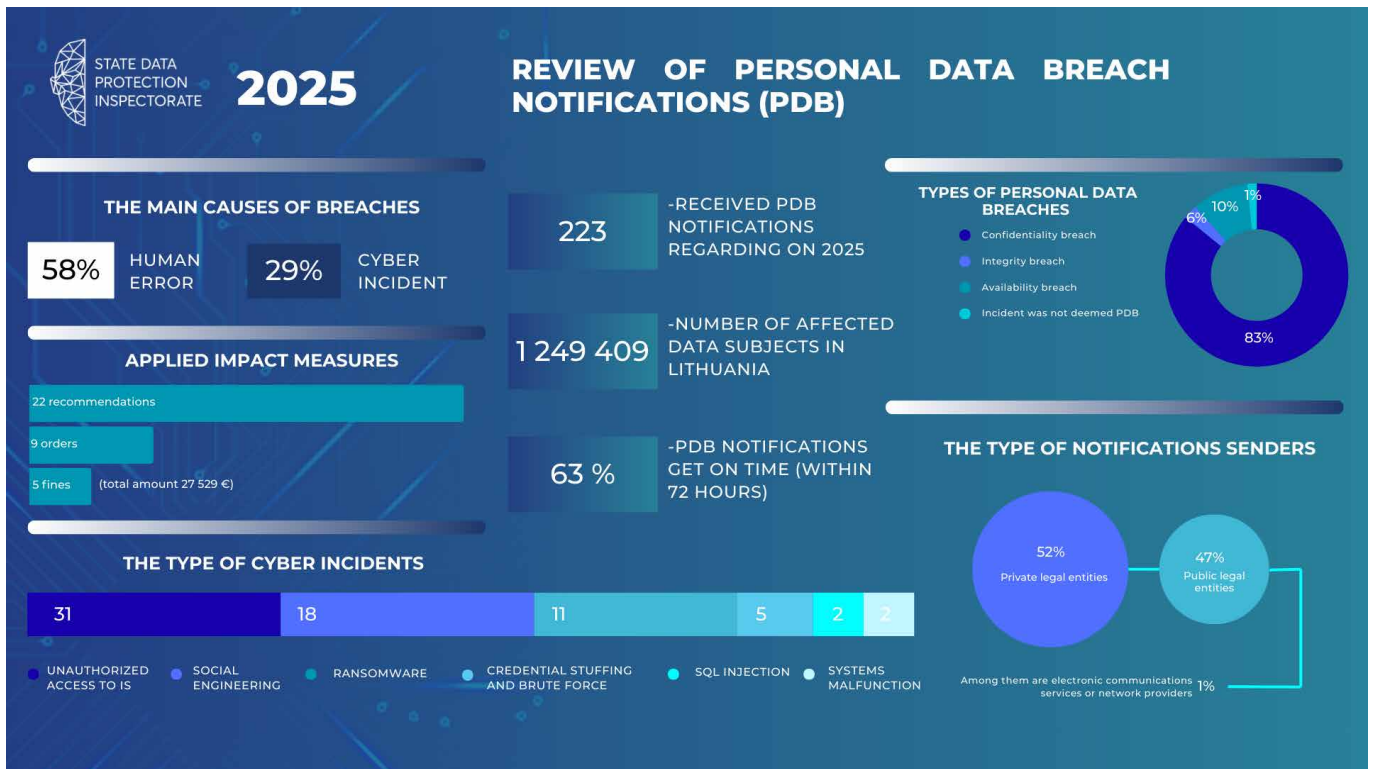 STATE DATA
PROTECTION
INSPECTORATE
2025
REVIEW OF PERSONAL DATA BREACH
NOTIFICATIONS (PDB)
THE MAIN CAUSES OF BREACHES
58%
HUMAN
ERROR
29%
CYBER
INCIDENT
APPLIED IMPACT MEASURES
22 recommendations
9 orders
5 fines
(total amount 27 529 €)
223
-RECEIVED PDB
NOTIFICATIONS
REGARDING ON 2025
1 249 409
-NUMBER OF AFFECTED
DATA SUBJECTS IN
LITHUANIA
63 %
-PDB NOTIFICATIONS
GET ON TIME (WITHIN
72 HOURS)
TYPES OF PERSONAL DATA
BREACHES
Confidentiality breach
Integrity breach
Availability breach
Incident was not deemed PDB
1%
10%
6%
83%
THE TYPE OF NOTIFICATIONS SENDERS
52%
Private legal entities
47%
Public legal
entities
Among them are electronic communications
services or network providers
1%
THE TYPE OF CYBER INCIDENTS
31
18
11
5
2
2
UNAUTHORIZED
ACCESS TO IS
SOCIAL
ENGINEERING
RANSOMWARE
CREDENTIAL STUFFING
AND BRUTE FORCE
SQL INJECTION
SYSTEMS
MALFUNCTION